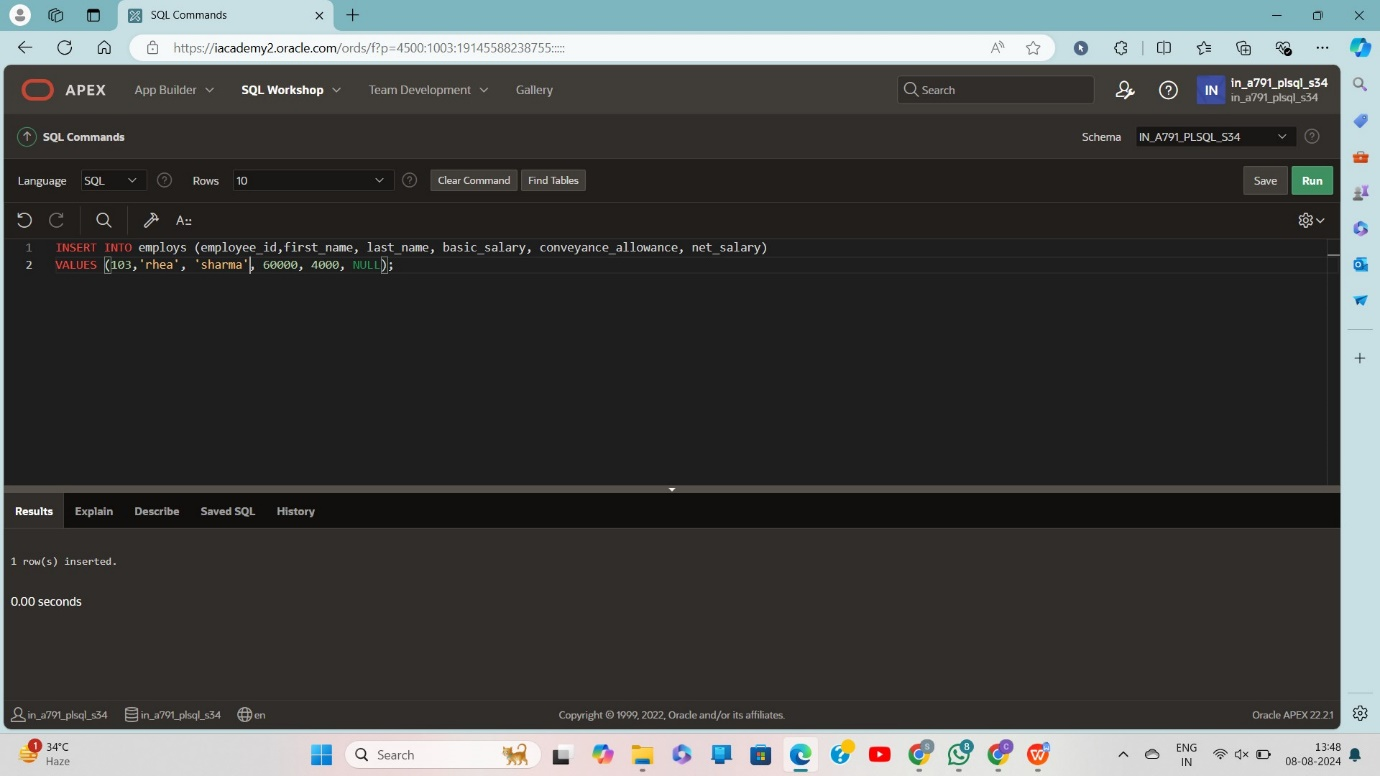 SQL Commands
https://iacademy2.oracle.com/ords/f?p=4500:1003:19145588238755:::::
APEX App Builder SQL Workshop Team Development Gallery Search IN in_a791_plsql_s34
in_a791_plsql_s34
SQL Commands Schema IN_A791_PLSQL_S34
Language SQL Rows 10 Clear Command Find Tables Save Run
A::
1 INSERT INTO employs (employee_id,first_name, last_name, basic_salary, conveyance_allowance, net_salary)
2 VALUES (103,'rhea', 'sharma', 60000, 4000, NULL);
Results Explain Describe Saved SQL History
1 row(s) inserted.
0.00 seconds
in_a791_plsql_s34 in_a791_plsql_s34 en Copyright © 1999, 2022, Oracle and/or its affiliates. Oracle APEX 22.2.1
1 34°C Search S 8 C W ENG 13:48
Haze IN 08-08-2024